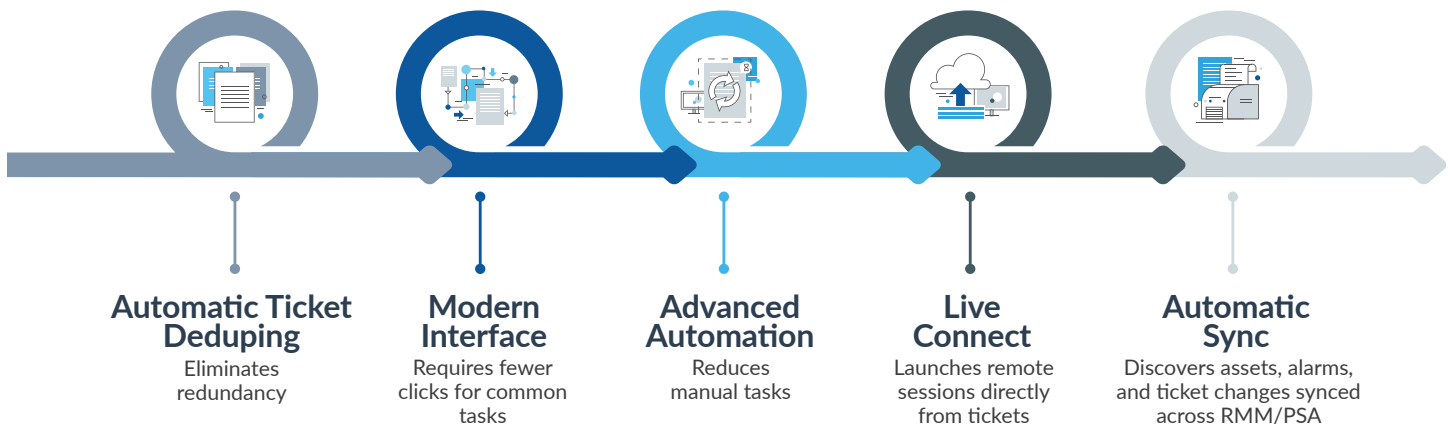 Automatic Ticket
Deduping
Eliminates
redundancy
Modern
Interface
Requires fewer
clicks for common
tasks
Advanced
Automation
Reduces
manual tasks
Live
Connect
Launches remote
sessions directly
from tickets
Automatic
Sync
Discovers assets, alarms,
and ticket changes synced
across RMM/PSA